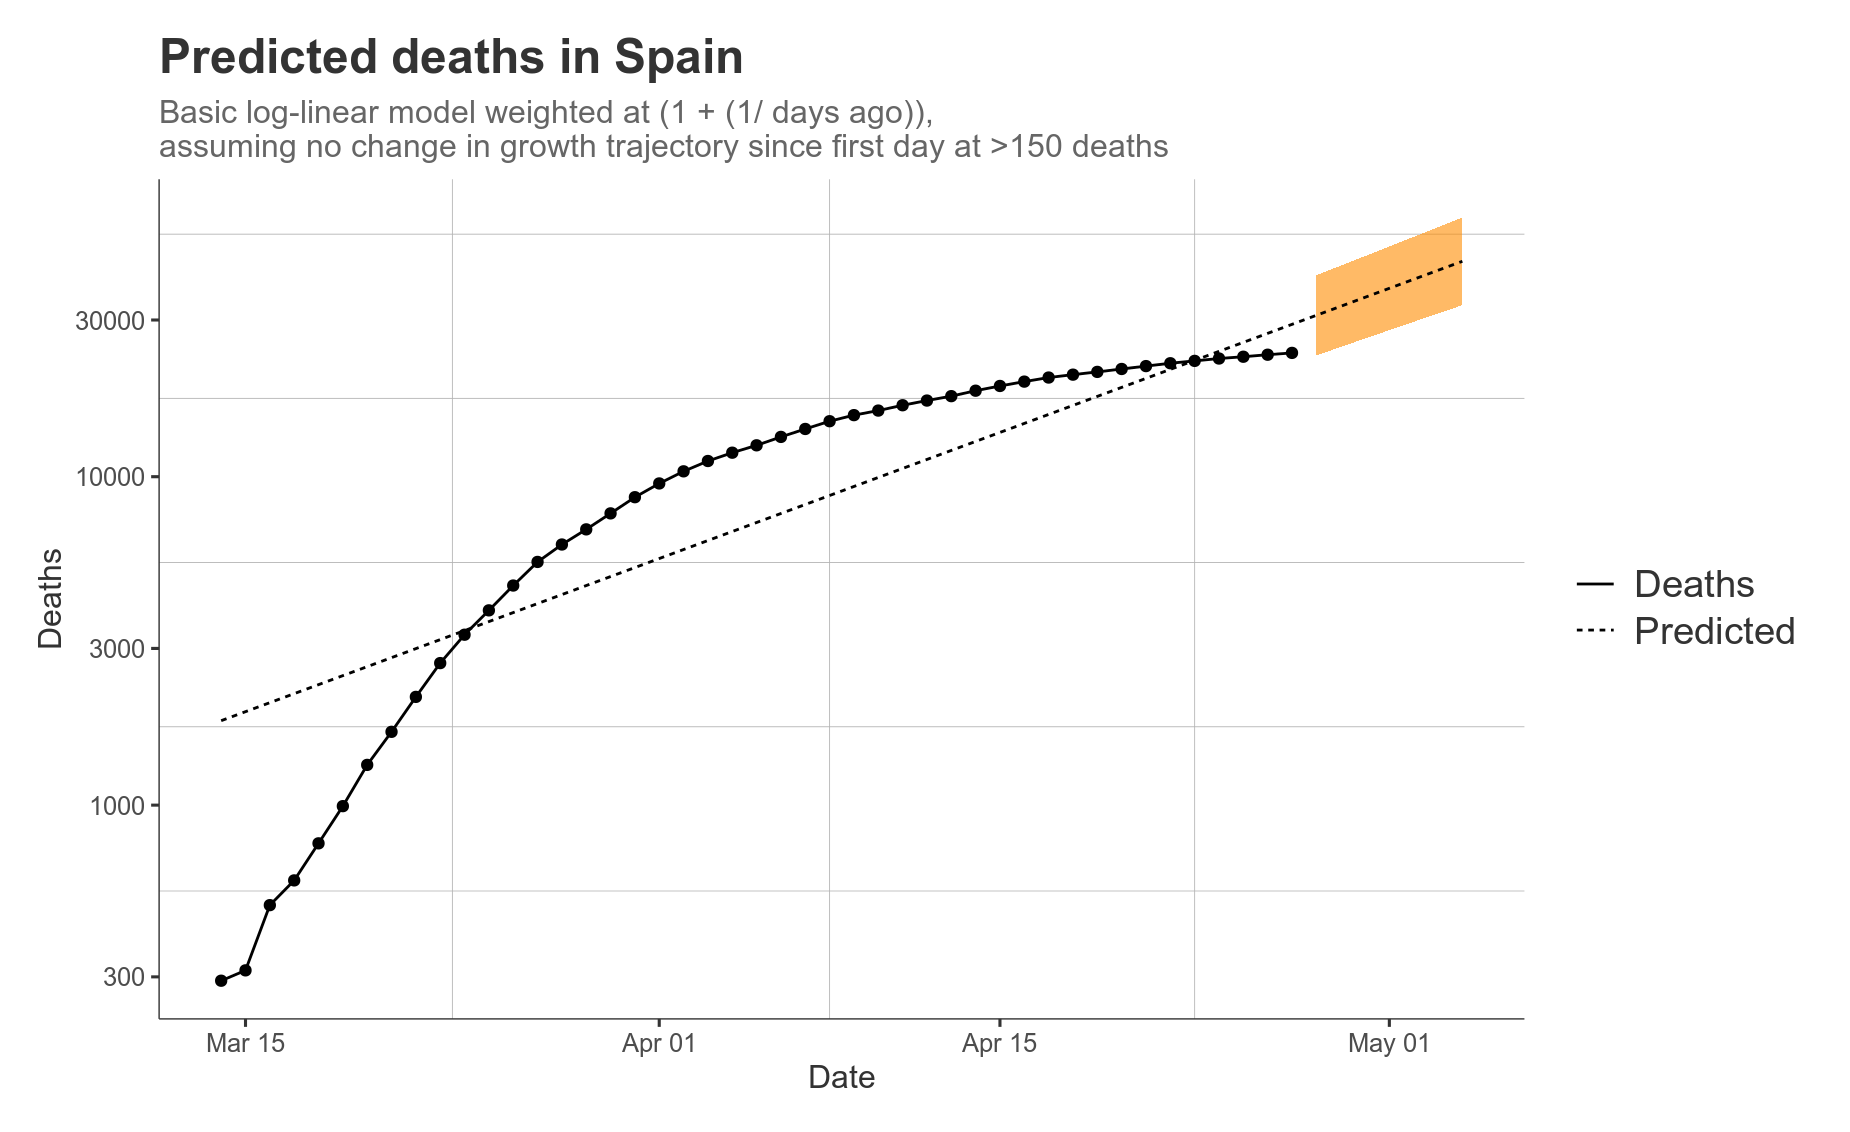 Predicted deaths in Spain
Basic log-linear model weighted at (1 + (1/ days ago)),
assuming no change in growth trajectory since first day at >150 deaths
30000
10000
3000
1000
300
Deaths
Mar 15
Apr 01
Apr 15
May 01
Date
Deaths
Predicted